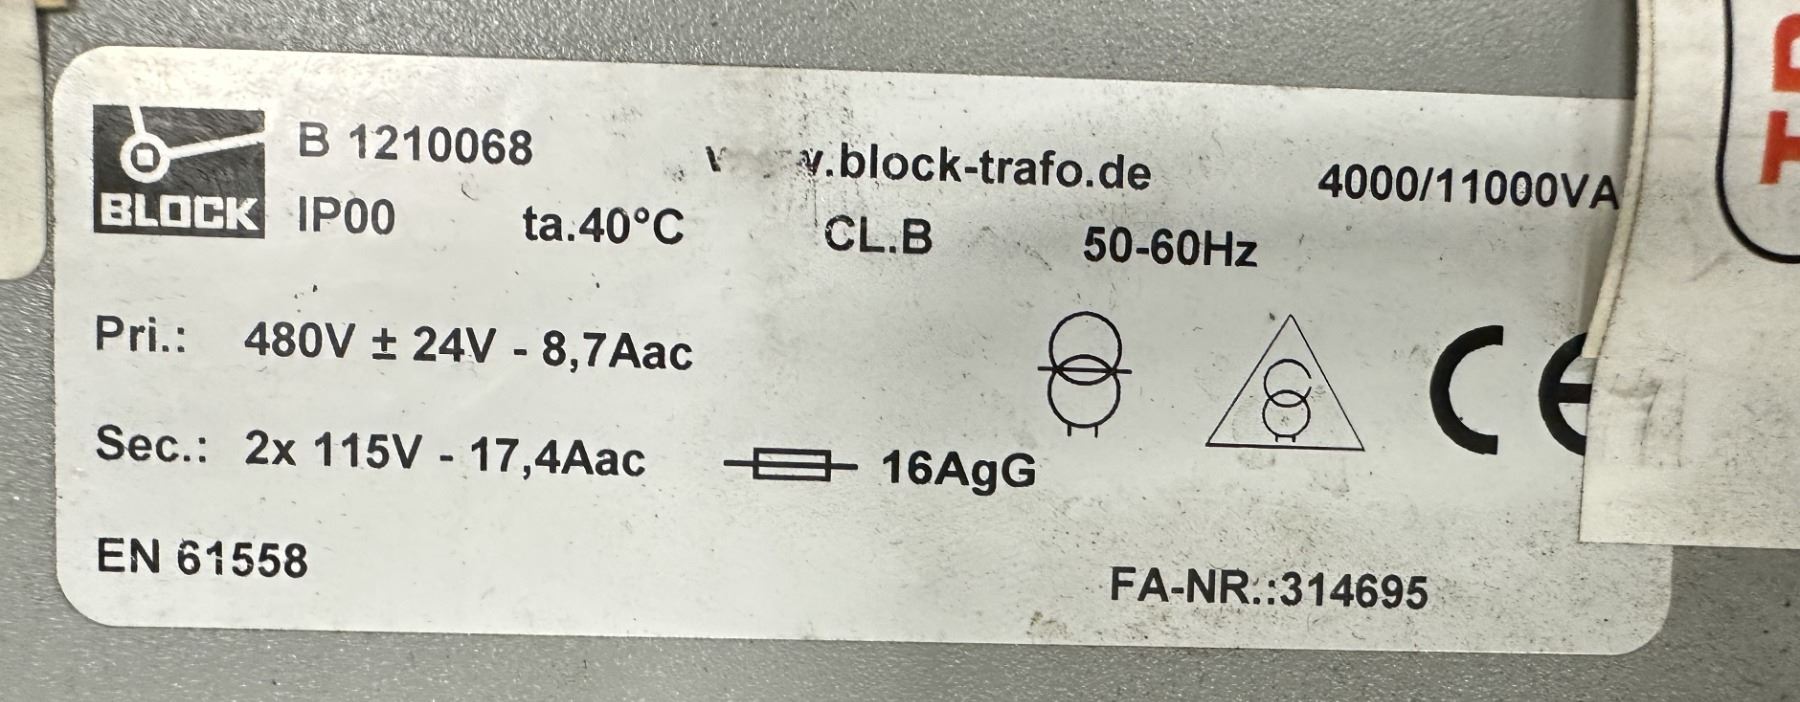 BLOCK
B 1210068
v.block-trafo.de
4000/11000VA
IP00 ta.40°C CL.B 50-60Hz
Pri.: 480V ± 24V - 8,7Aac
CE
Sec.: 2x 115V - 17,4Aac 16AgG
EN 61558
FA-NR.:314695